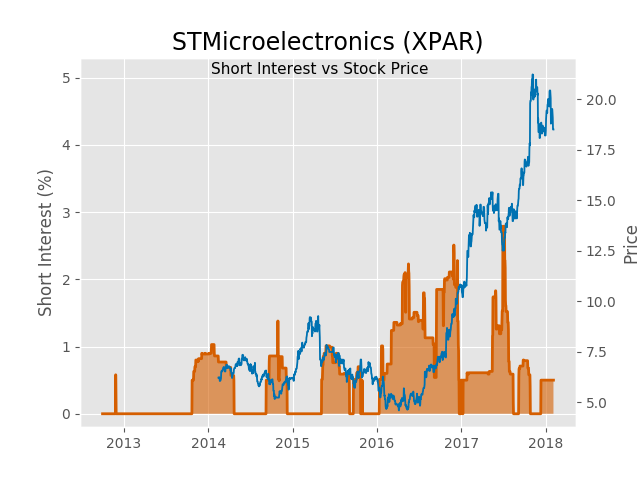 STMicroelectronics (XPAR)
Short Interest vs Stock Price
Short Interest (%)
5
4
3
2
1
0
20.0
17.5
15.0
12.5
10.0
7.5
5.0
Price
2013 2014 2015 2016 2017 2018